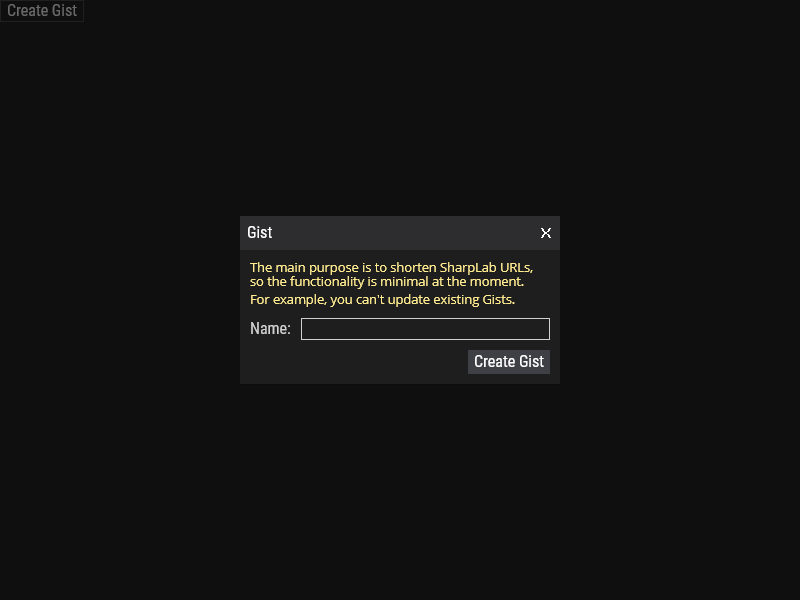 Create Gist
Gist X
The main purpose is to shorten SharpLab URLs,
so the functionality is minimal at the moment.
For example, you can't update existing Gists.
Name:
Create Gist